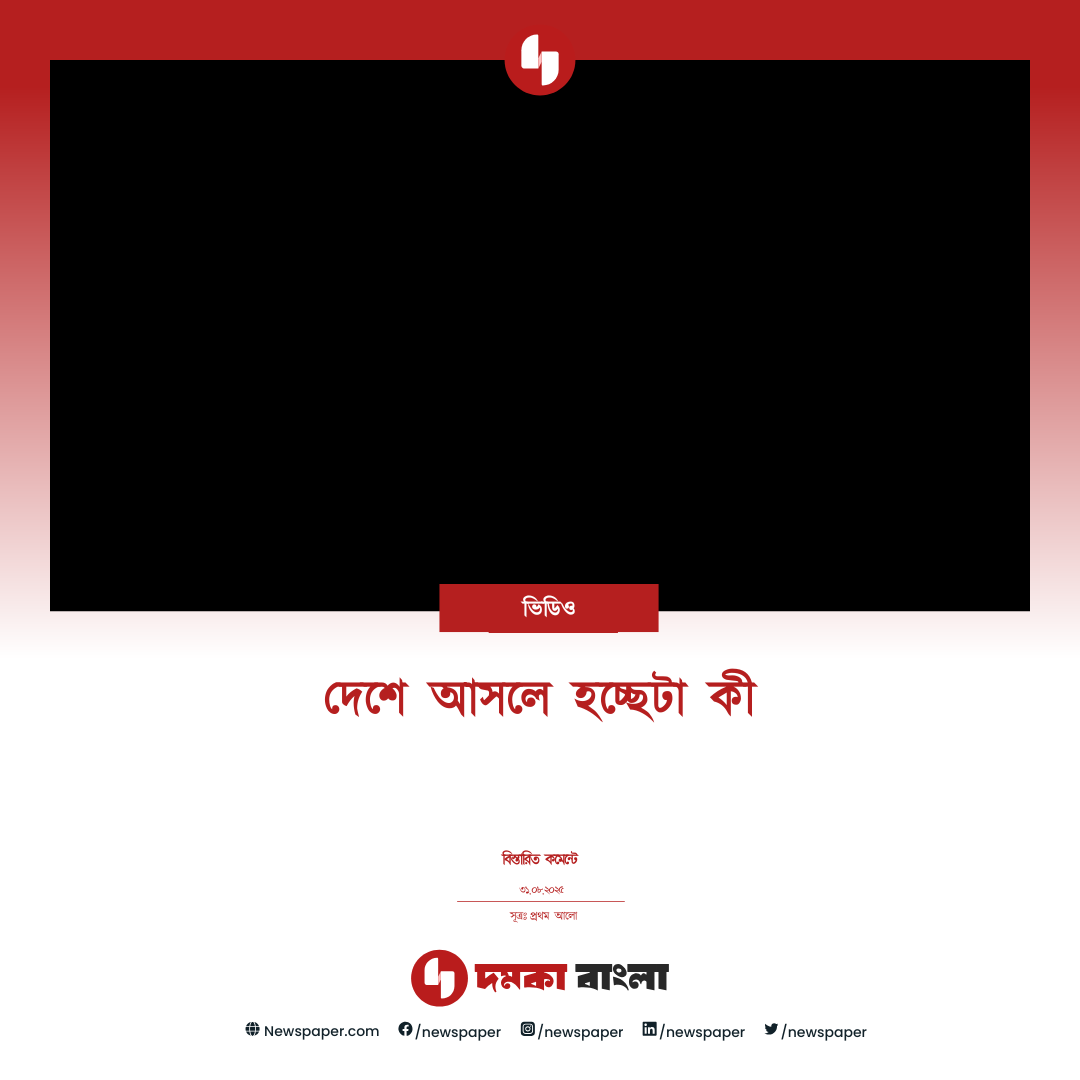 ভিডিও
দেশে আসলে হচ্ছেটা কী
বিস্তারিত কমেন্টে
৩১.০৮.২০২৫
সূত্রঃ প্রথম আলো
দমকা বাংলা
Newspaper.com /newspaper /newspaper /newspaper /newspaper